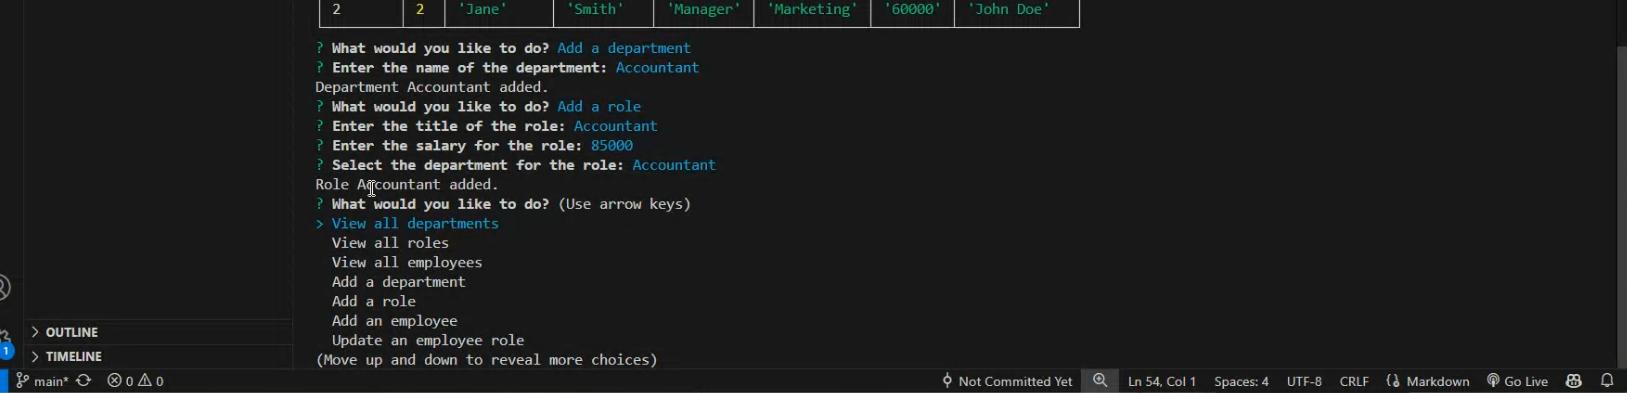 2 2 'Jane' 'Smith' 'Manager' 'Marketing' '60000' 'John Doe'
? What would you like to do? Add a department
? Enter the name of the department: Accountant
Department Accountant added.
? What would you like to do? Add a role
? Enter the title of the role: Accountant
? Enter the salary for the role: 85000
? Select the department for the role: Accountant
Role Accountant added.
? What would you like to do? (Use arrow keys)
> View all departments
View all roles
View all employees
Add a department
Add a role
Add an employee
Update an employee role
(Move up and down to reveal more choices)
> OUTLINE
> TIMELINE
1
main* 0 0 Not Committed Yet Ln 54, Col 1 Spaces: 4 UTF-8 CRLF Markdown Go Live